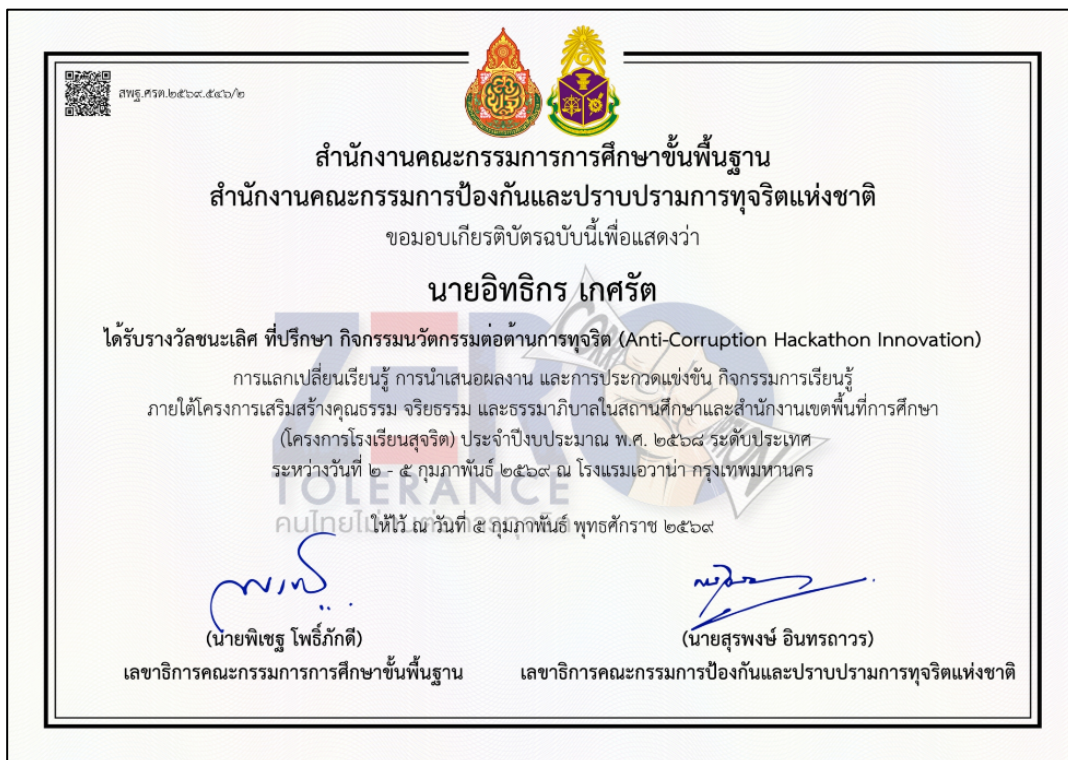 สพฐ.ศรต.๒๕๖๙.๕๔๖/๒
สำนักงานคณะกรรมการการศึกษาขั้นพื้นฐาน
สำนักงานคณะกรรมการป้องกันและปราบปรามการทุจริตแห่งชาติ
ขอมอบเกียรติบัตรฉบับนี้เพื่อแสดงว่า
นายอิทธิกร เกศรัต
ได้รับรางวัลชนะเลิศ ที่ปรึกษา กิจกรรมนวัตกรรมต่อต้านการทุจริต (Anti-Corruption Hackathon Innovation)
การแลกเปลี่ยนเรียนรู้ การนำเสนอผลงาน และการประกวดแข่งขัน กิจกรรมการเรียนรู้
ภายใต้โครงการเสริมสร้างคุณธรรม จริยธรรม และธรรมาภิบาลในสถานศึกษาและสำนักงานเขตพื้นที่การศึกษา
(โครงการโรงเรียนสุจริต) ประจำปีงบประมาณ พ.ศ. ๒๕๖๘ ระดับประเทศ
ระหว่างวันที่ ๒ - ๕ กุมภาพันธ์ ๒๕๖๙ ณ โรงแรมเอวาน่า กรุงเทพมหานคร
ZERO
TOLERANCE
คนไทยไม่
ให้ไว้ ณ วันที่ ๕ กุมภาพันธ์ พุทธศักราช ๒๕๖๙
(นายพิเชฐ โพธิ์ภักดี)
เลขาธิการคณะกรรมการการศึกษาขั้นพื้นฐาน
(นายสุรพงษ์ อินทรถาวร)
เลขาธิการคณะกรรมการป้องกันและปราบปรามการทุจริตแห่งชาติ